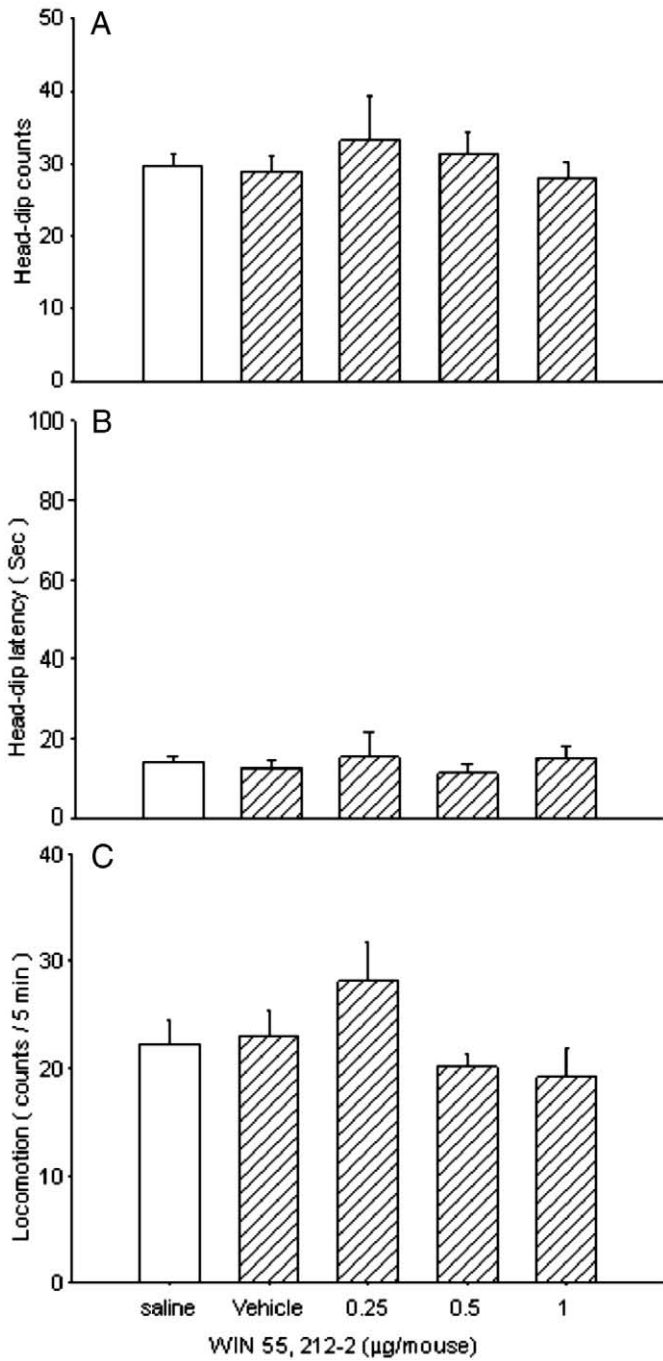 A
50
40
30
20
10
0
Head-dip counts
B
100
80
60
40
20
0
Head-dip latency ( Sec )
C
40
30
20
10
0
Locomotion ( counts / 5 min )
saline Vehicle 0.25 0.5 1
WIN 55, 212-2 (µg/mouse)